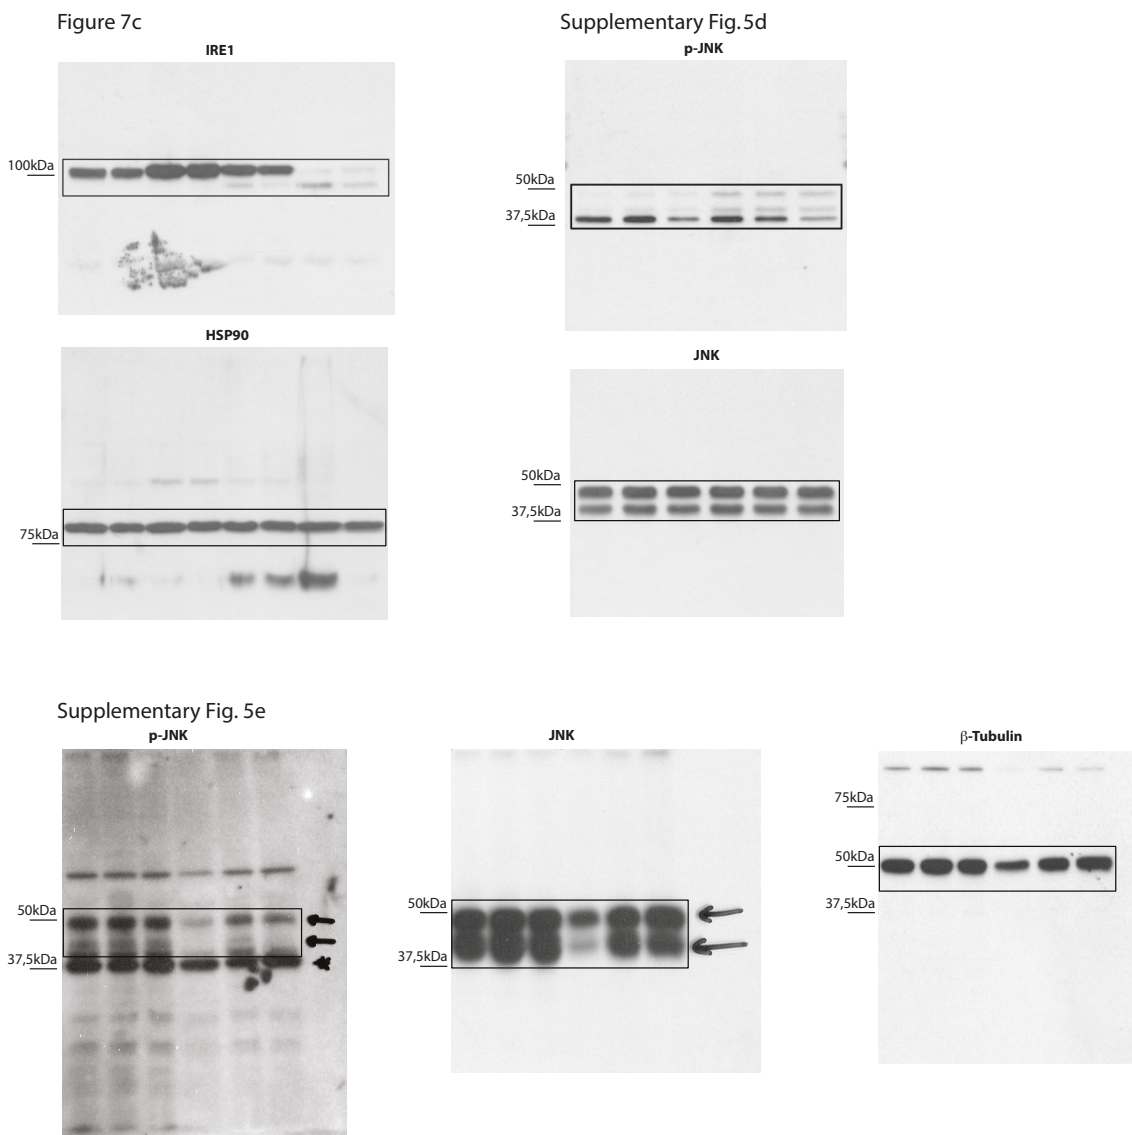 Figure 7c
IRE1
100kDa
HSP90
75kDa
Supplementary Fig.5d
p-JNK
50kDa
37,5kDa
JNK
50kDa
37,5kDa
Supplementary Fig. 5e
p-JNK
50kDa
37,5kDa
JNK
50kDa
37,5kDa
β-Tubulin
75kDa
50kDa
37,5kDa